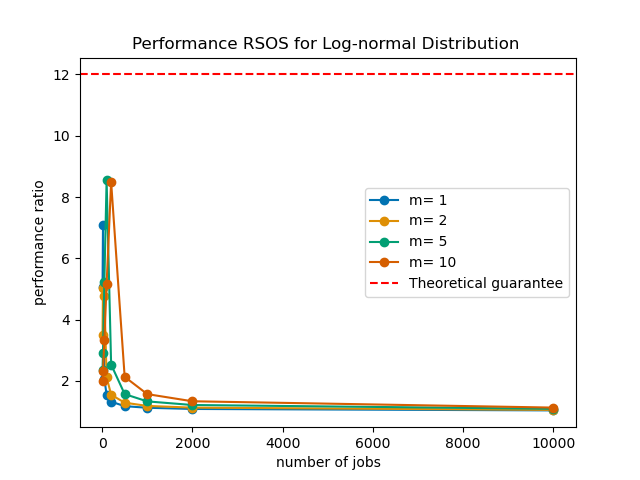 Performance RSOS for Log-normal Distribution
12
10
8
6
4
2
performance ratio
m= 1
m= 2
m= 5
m= 10
Theoretical guarantee
0 2000 4000 6000 8000 10000
number of jobs